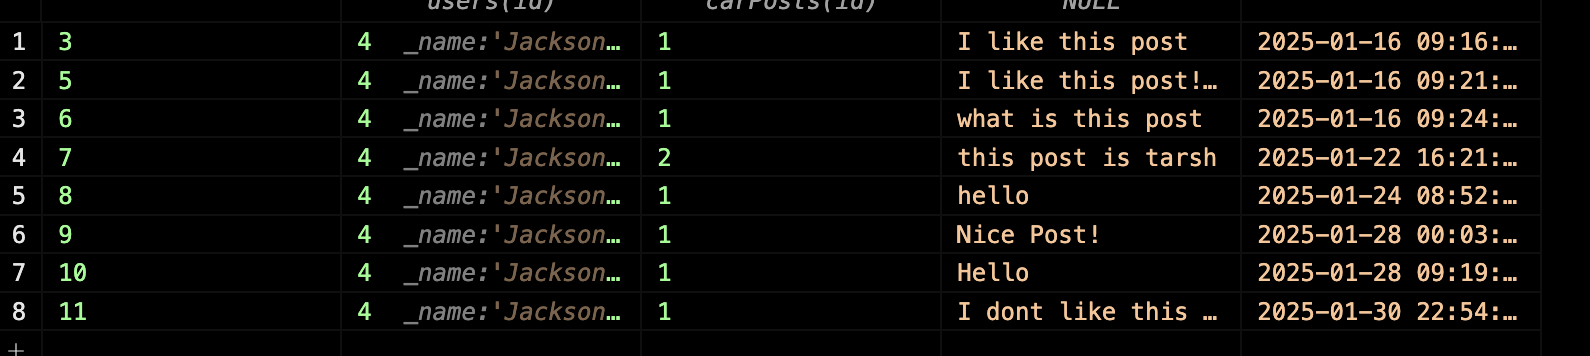 users(id) carPosts(id) NULL
1 3 4 _name:'Jackson… 1 I like this post 2025-01-16 09:16:…
2 5 4 _name:'Jackson… 1 I like this post!… 2025-01-16 09:21:…
3 6 4 _name:'Jackson… 1 what is this post 2025-01-16 09:24:…
4 7 4 _name:'Jackson… 2 this post is tarsh 2025-01-22 16:21:…
5 8 4 _name:'Jackson… 1 hello 2025-01-24 08:52:…
6 9 4 _name:'Jackson… 1 Nice Post! 2025-01-28 00:03:…
7 10 4 _name:'Jackson… 1 Hello 2025-01-28 09:19:…
8 11 4 _name:'Jackson… 1 I dont like this … 2025-01-30 22:54:…
+